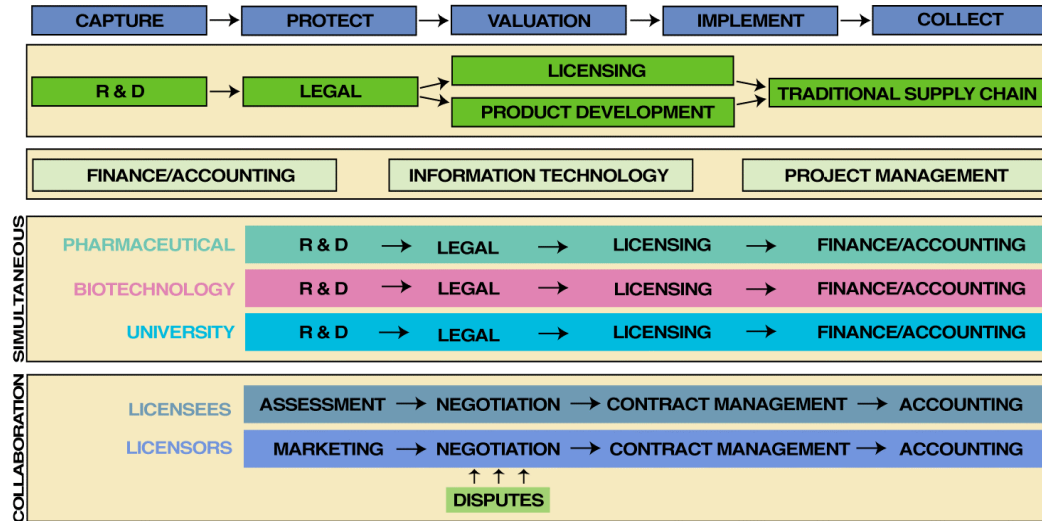 CAPTURE PROTECT VALUATION IMPLEMENT COLLECT
R & D LEGAL LICENSING TRADITIONAL SUPPLY CHAIN
PRODUCT DEVELOPMENT
FINANCE/ACCOUNTING INFORMATION TECHNOLOGY PROJECT MANAGEMENT
SIMULTANEOUS
PHARMACEUTICAL R & D LEGAL LICENSING FINANCE/ACCOUNTING
BIOTECHNOLOGY R & D LEGAL LICENSING FINANCE/ACCOUNTING
UNIVERSITY R & D LEGAL LICENSING FINANCE/ACCOUNTING
COLLABORATION
LICENSEES ASSESSMENT NEGOTIATION CONTRACT MANAGEMENT ACCOUNTING
LICENSORS MARKETING NEGOTIATION CONTRACT MANAGEMENT ACCOUNTING
DISPUTES